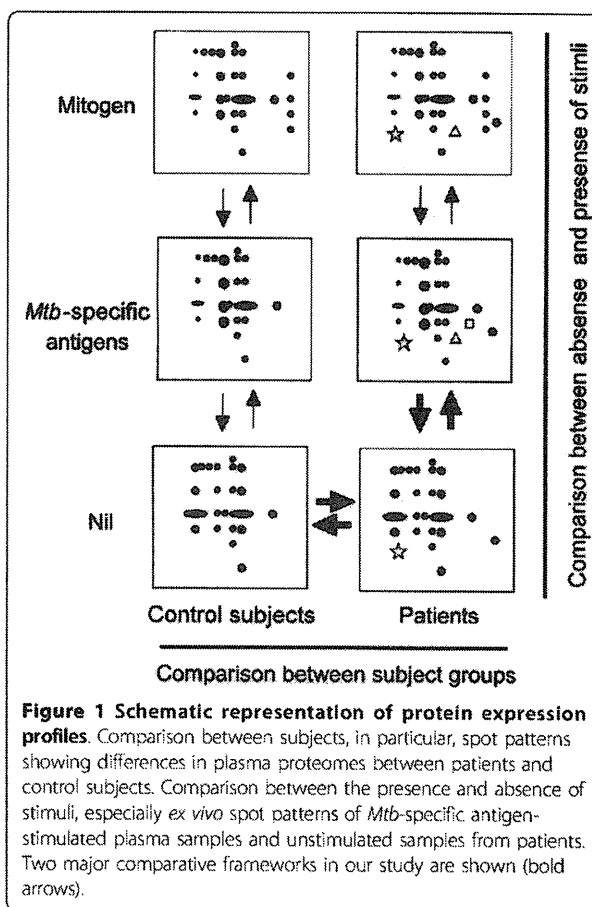 Mitogen
Mtb-specific
antigens
Nil
Control subjects
Patients
Comparison between subject groups
Comparison between absense and presense of stimli
Figure 1 Schematic representation of protein expression
profiles. Comparison between subjects, in particular, spot patterns
showing differences in plasma proteomes between patients and
control subjects. Comparison between the presence and absence of
stimuli, especially ex vivo spot patterns of Mtb-specific antigen-
stimulated plasma samples and unstimulated samples from patients.
Two major comparative frameworks in our study are shown (bold
arrows).